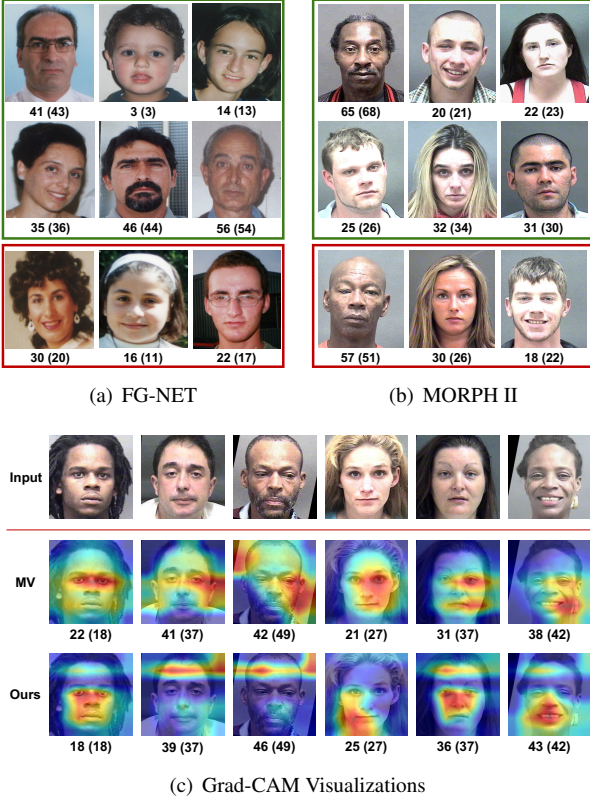 41 (43) 3 (3) 14 (13)
35 (36) 46 (44) 56 (54)
30 (20) 16 (11) 22 (17)
(a) FG-NET
65 (68) 20 (21) 22 (23)
25 (26) 32 (34) 31 (30)
57 (51) 30 (26) 18 (22)
(b) MORPH II
Input
MV
22 (18) 41 (37) 42 (49) 21 (27) 31 (37) 38 (42)
Ours
18 (18) 39 (37) 46 (49) 25 (27) 36 (37) 43 (42)
(c) Grad-CAM Visualizations